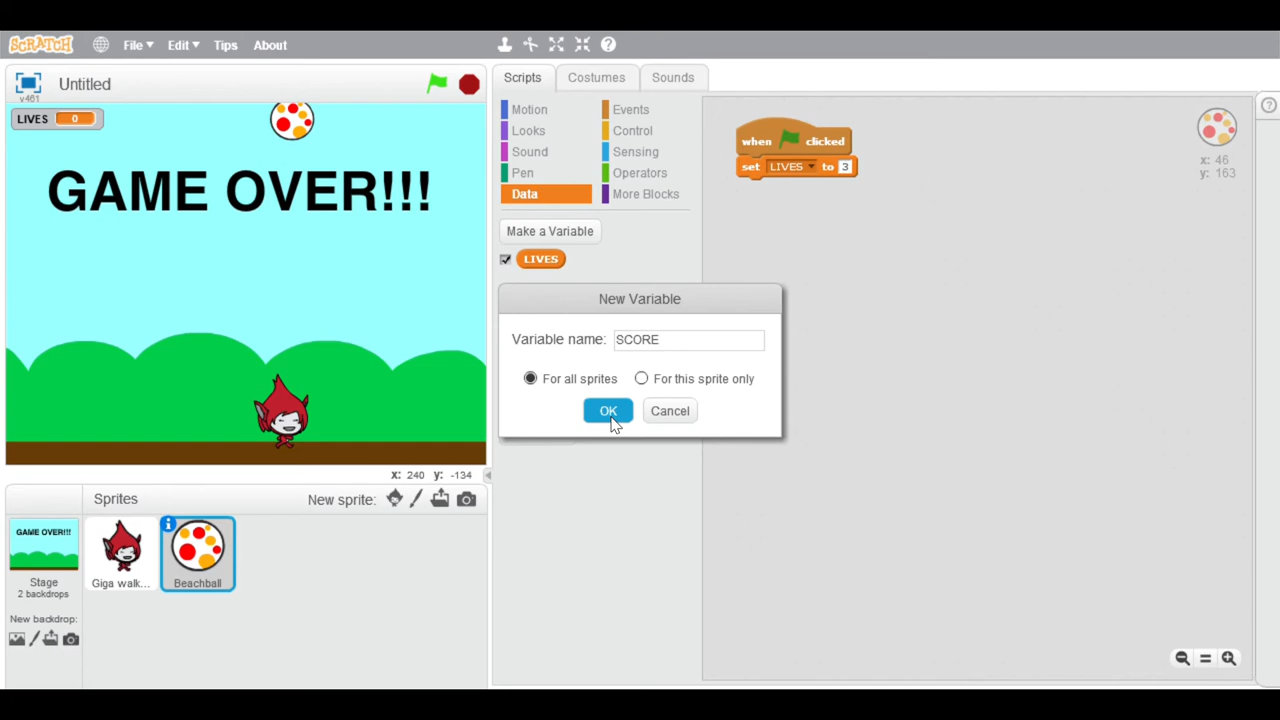 SCRATCH File Edit Tips About
v461
Untitled
LIVES 0
GAME OVER!!!
x: 240 y: -134
Sprites New sprite:
GAME OVER!!!
Stage
2 backdrops
New backdrop:
Giga walk...
Beachball
Scripts Costumes Sounds
Motion Events
Looks Control
Sound Sensing
Pen Operators
Data More Blocks
Make a Variable
LIVES
New Variable
Variable name: SCORE
For all sprites For this sprite only
OK Cancel
when clicked
set LIVES to 3
x: 46
y: 163